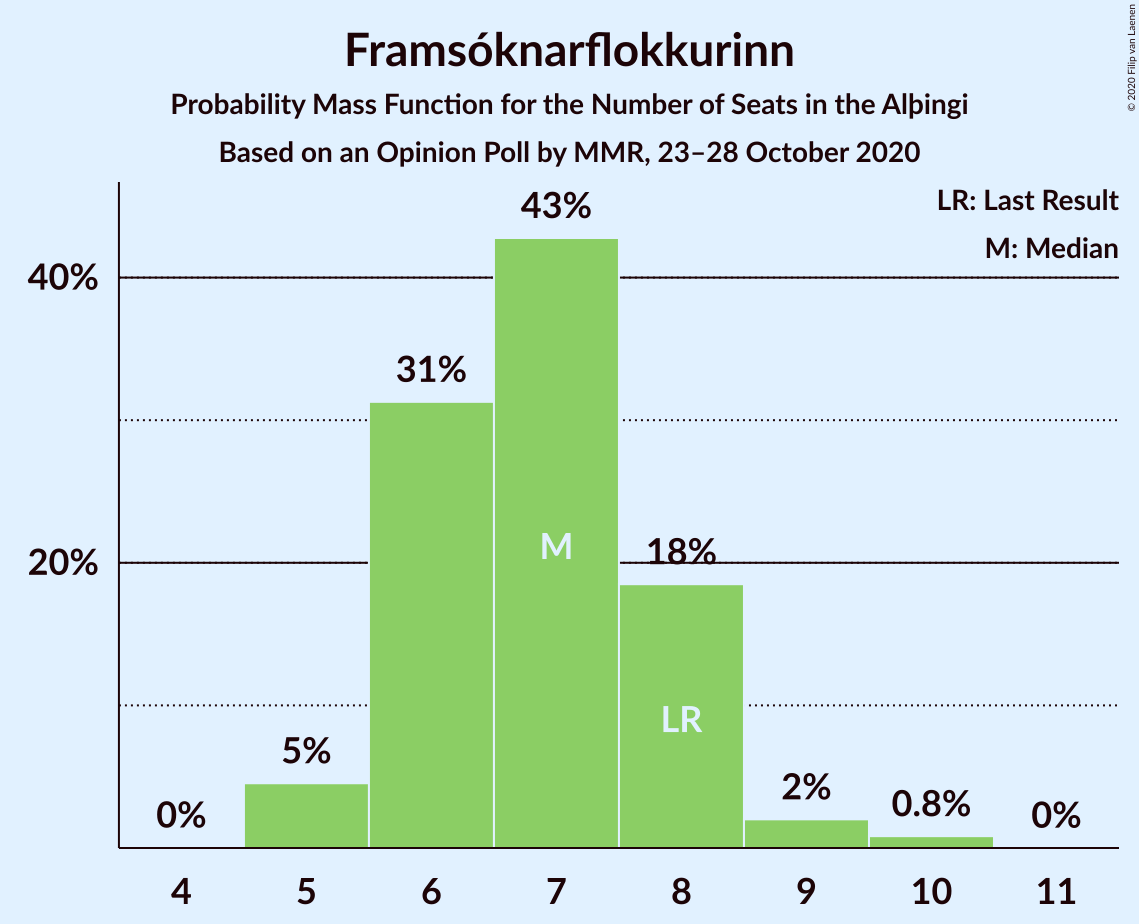 Framsóknarflokkurinn
Probability Mass Function for the Number of Seats in the Alþingi
Based on an Opinion Poll by MMR, 23–28 October 2020
© 2020 Filip van Laenen
LR: Last Result
M: Median
43%
40%
31%
20%
18%
M
LR
5%
2%
0.8%
0%
0%
4 5 6 7 8 9 10 11